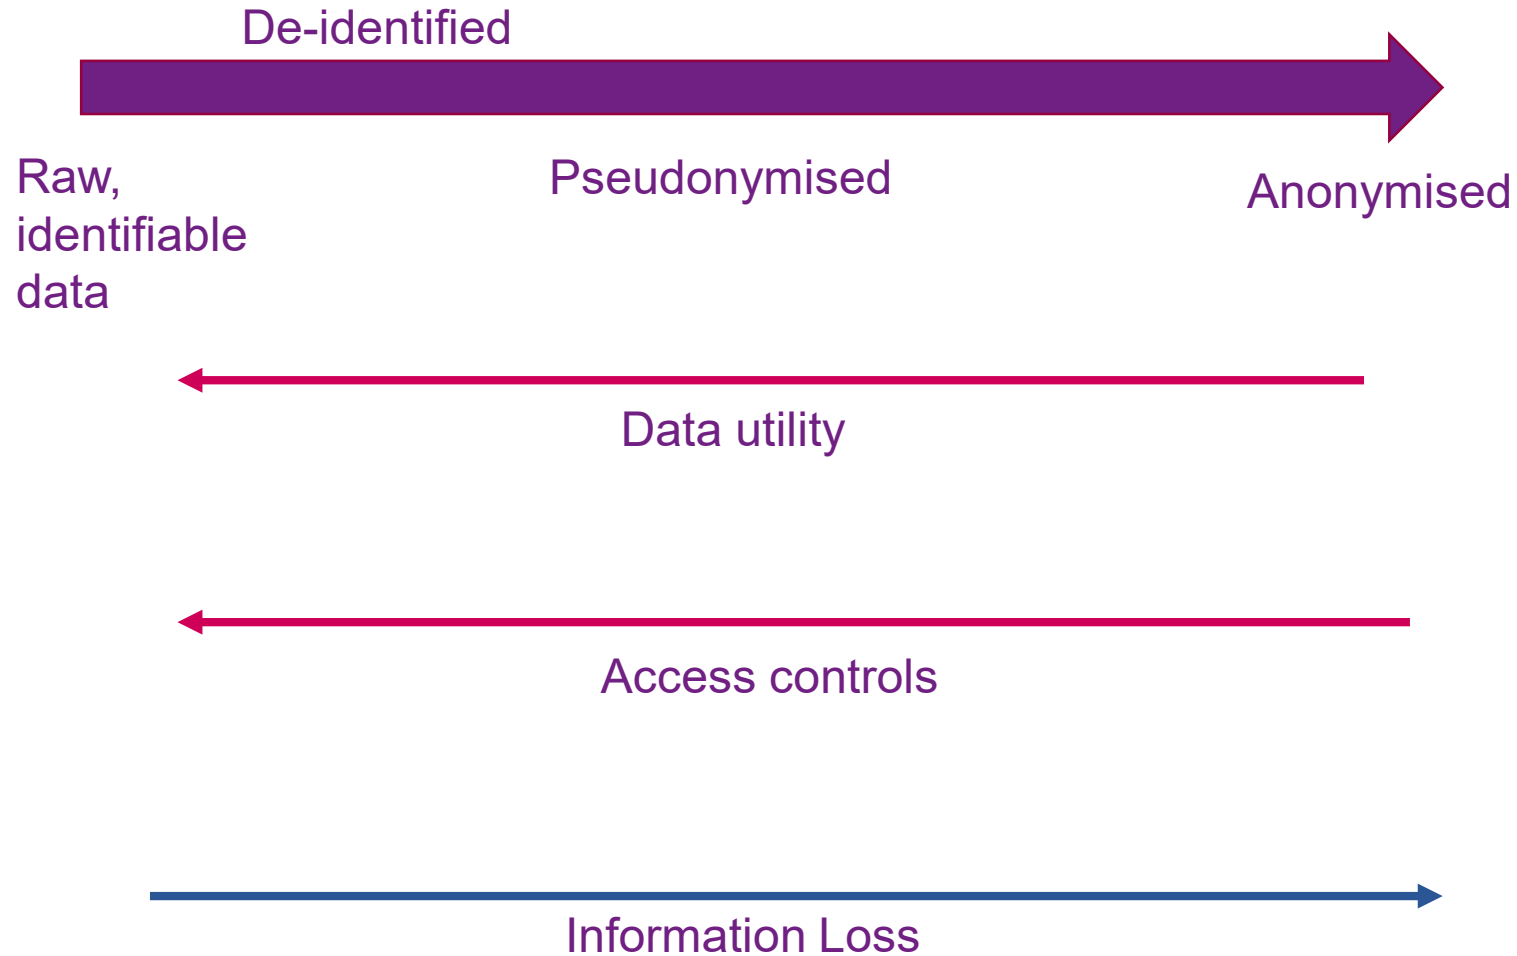 De-identified
Raw,
identifiable
data
Pseudonymised
Anonymised
Data utility
Access controls
Information Loss